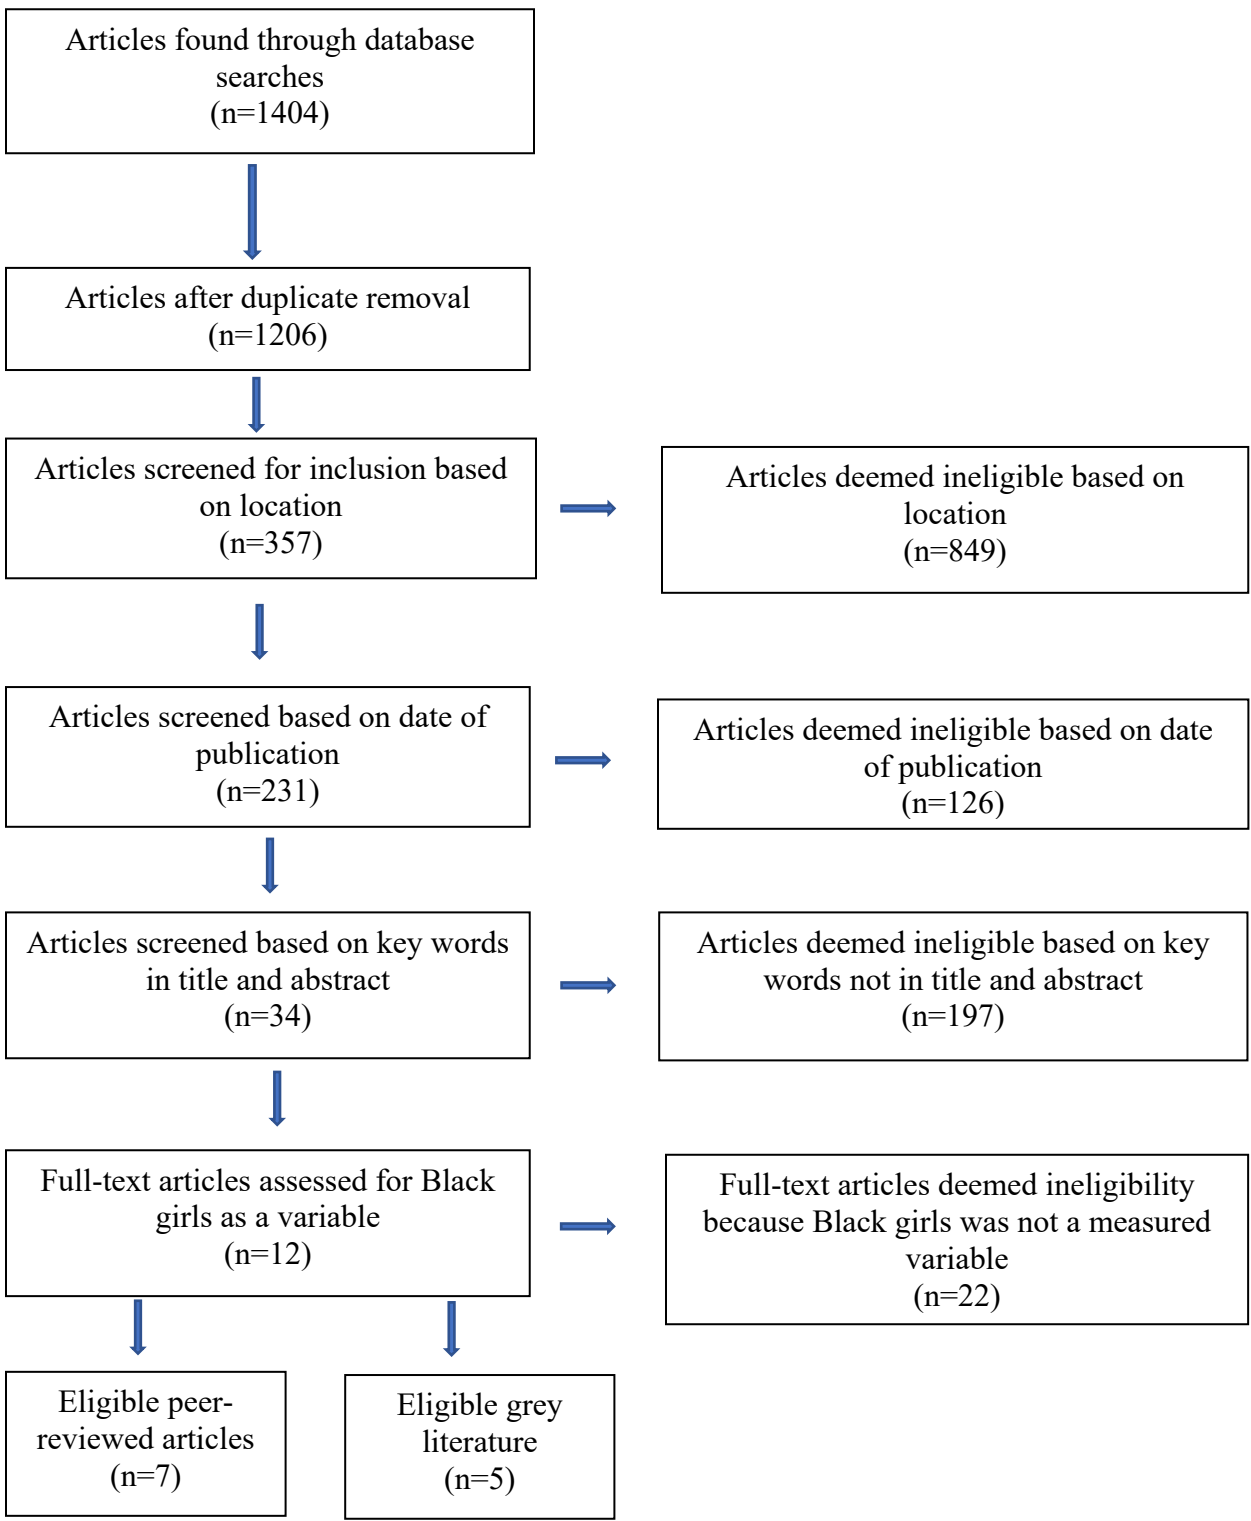 Articles found through database
searches
(n=1404)
Articles after duplicate removal
(n=1206)
Articles screened for inclusion based
on location
(n=357)
Articles deemed ineligible based on
location
(n=849)
Articles screened based on date of
publication
(n=231)
Articles deemed ineligible based on date
of publication
(n=126)
Articles screened based on key words
in title and abstract
(n=34)
Articles deemed ineligible based on key
words not in title and abstract
(n=197)
Full-text articles assessed for Black
girls as a variable
(n=12)
Full-text articles deemed ineligibility
because Black girls was not a measured
variable
(n=22)
Eligible peer-
reviewed articles
(n=7)
Eligible grey
literature
(n=5)